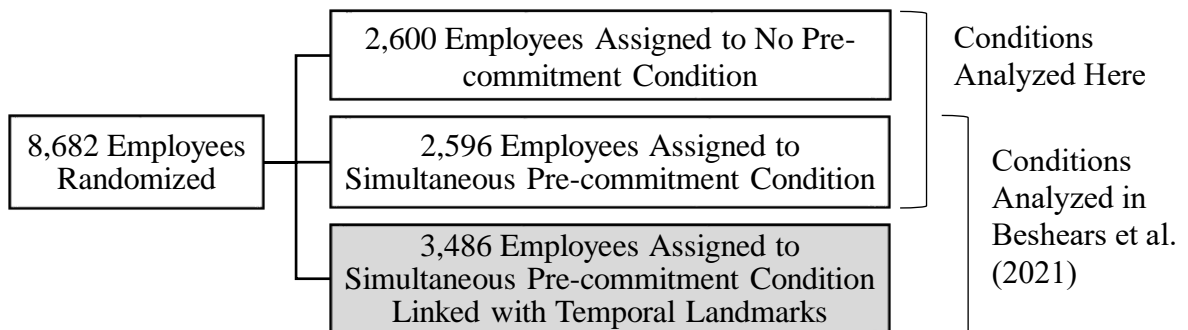 8,682 Employees
Randomized
2,600 Employees Assigned to No Pre-
commitment Condition
2,596 Employees Assigned to
Simultaneous Pre-commitment Condition
3,486 Employees Assigned to
Simultaneous Pre-commitment Condition
Linked with Temporal Landmarks
Conditions
Analyzed Here
Conditions
Analyzed in
Beshears et al.
(2021)